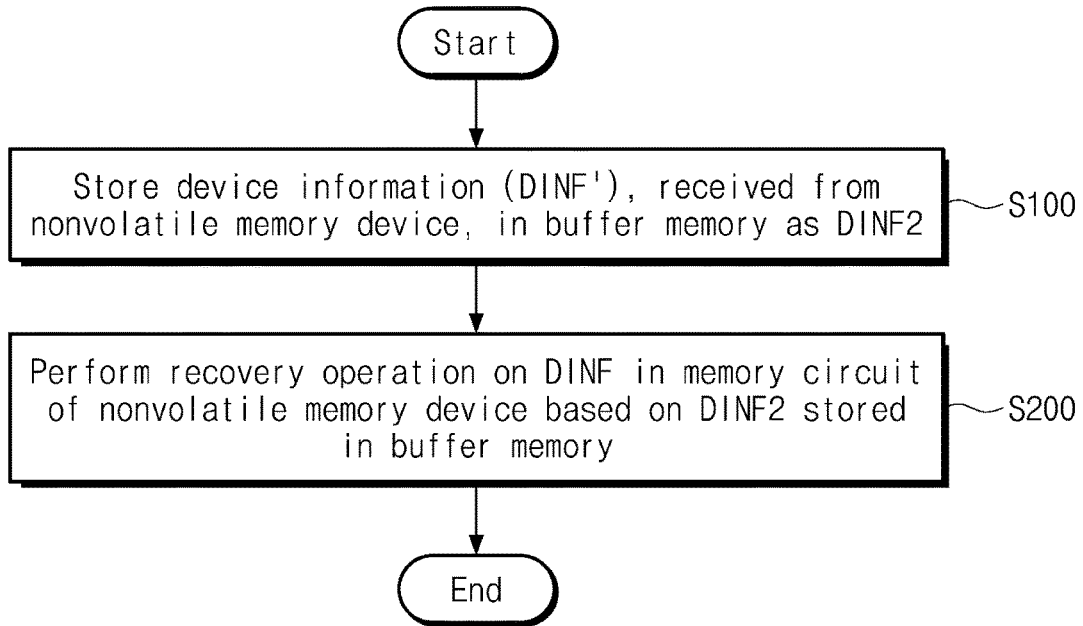 Start
Store device information (DINF'), received from
nonvolatile memory device, in buffer memory as DINF2
S100
Perform recovery operation on DINF in memory circuit
of nonvolatile memory device based on DINF2 stored
in buffer memory
S200
End